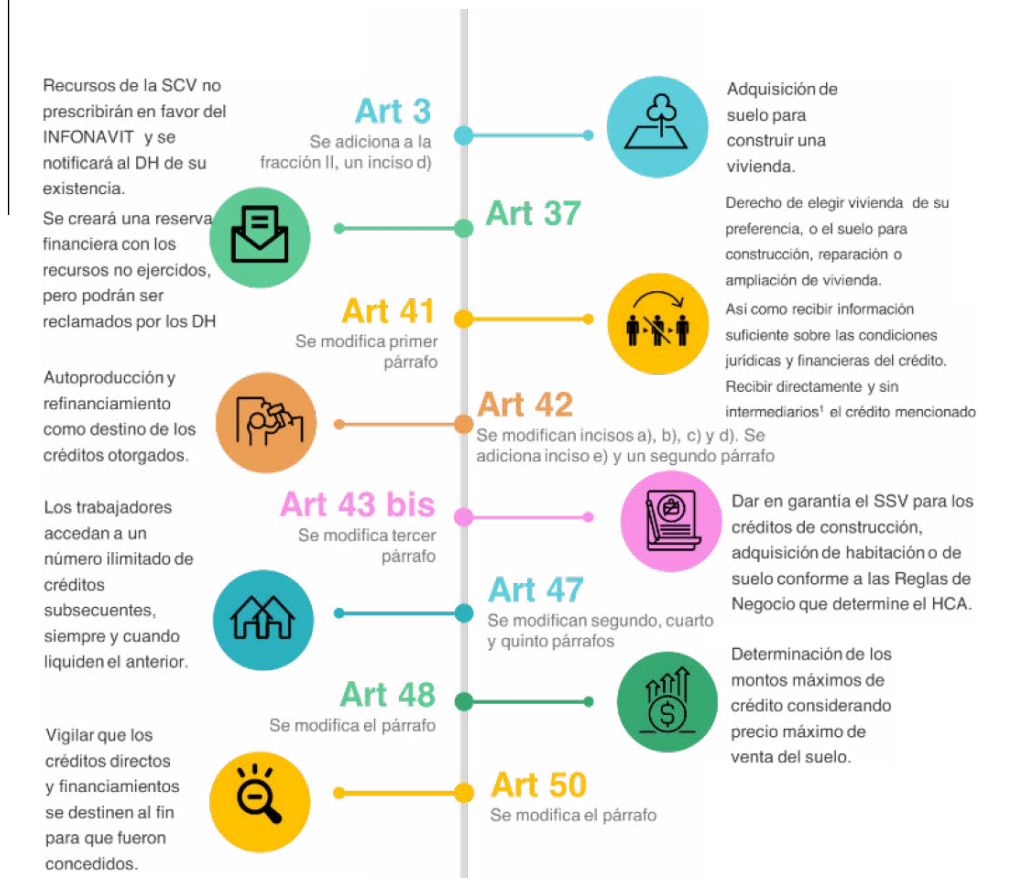 Art 3
Se adiciona a la
fracción II, un inciso d)
Adquisición de
suelo para
construir una
vivienda.
Recursos de la SCV no
prescribirán en favor del
INFONAVIT y se
notificará al DH de su
existencia.
Se creará una reserva
financiera con los
recursos no ejercidos,
pero podrán ser
reclamados por los DH
Art 37
Art 41
Se modifica primer
párrafo
Derecho de elegir vivienda de su
preferencia, o el suelo para
construcción, reparación o
ampliación de vivienda.
Asi como recibir información
suficiente sobre las condiciones
jurídicas y financieras del crédito.
Recibir directamente y sin
intermediarios¹ el crédito mencionado
Autoproducción y
refinanciamiento
como destino de los
créditos otorgados.
Art 42
Se modifican incisos a), b), c) y d). Se
adiciona inciso e) y un segundo párrafo
Art 43 bis
Se modifica tercer
párrafo
Dar en garantía el SSV para los
créditos de construcción,
adquisición de habitación o de
suelo conforme a las Reglas de
Negocio que determine el HCA.
Los trabajadores
accedan a un
número ilimitado de
créditos
subsecuentes,
siempre y cuando
liquiden el anterior.
Art 47
Se modifican segundo, cuarto
y quinto párrafos
Art 48
Se modifica el párrafo
Determinación de los
montos máximos de
crédito considerando
precio máximo de
venta del suelo.
Vigilar que los
créditos directos
y financiamientos
se destinen al fin
para que fueron
concedidos.
Art 50
Se modifica el párrafo